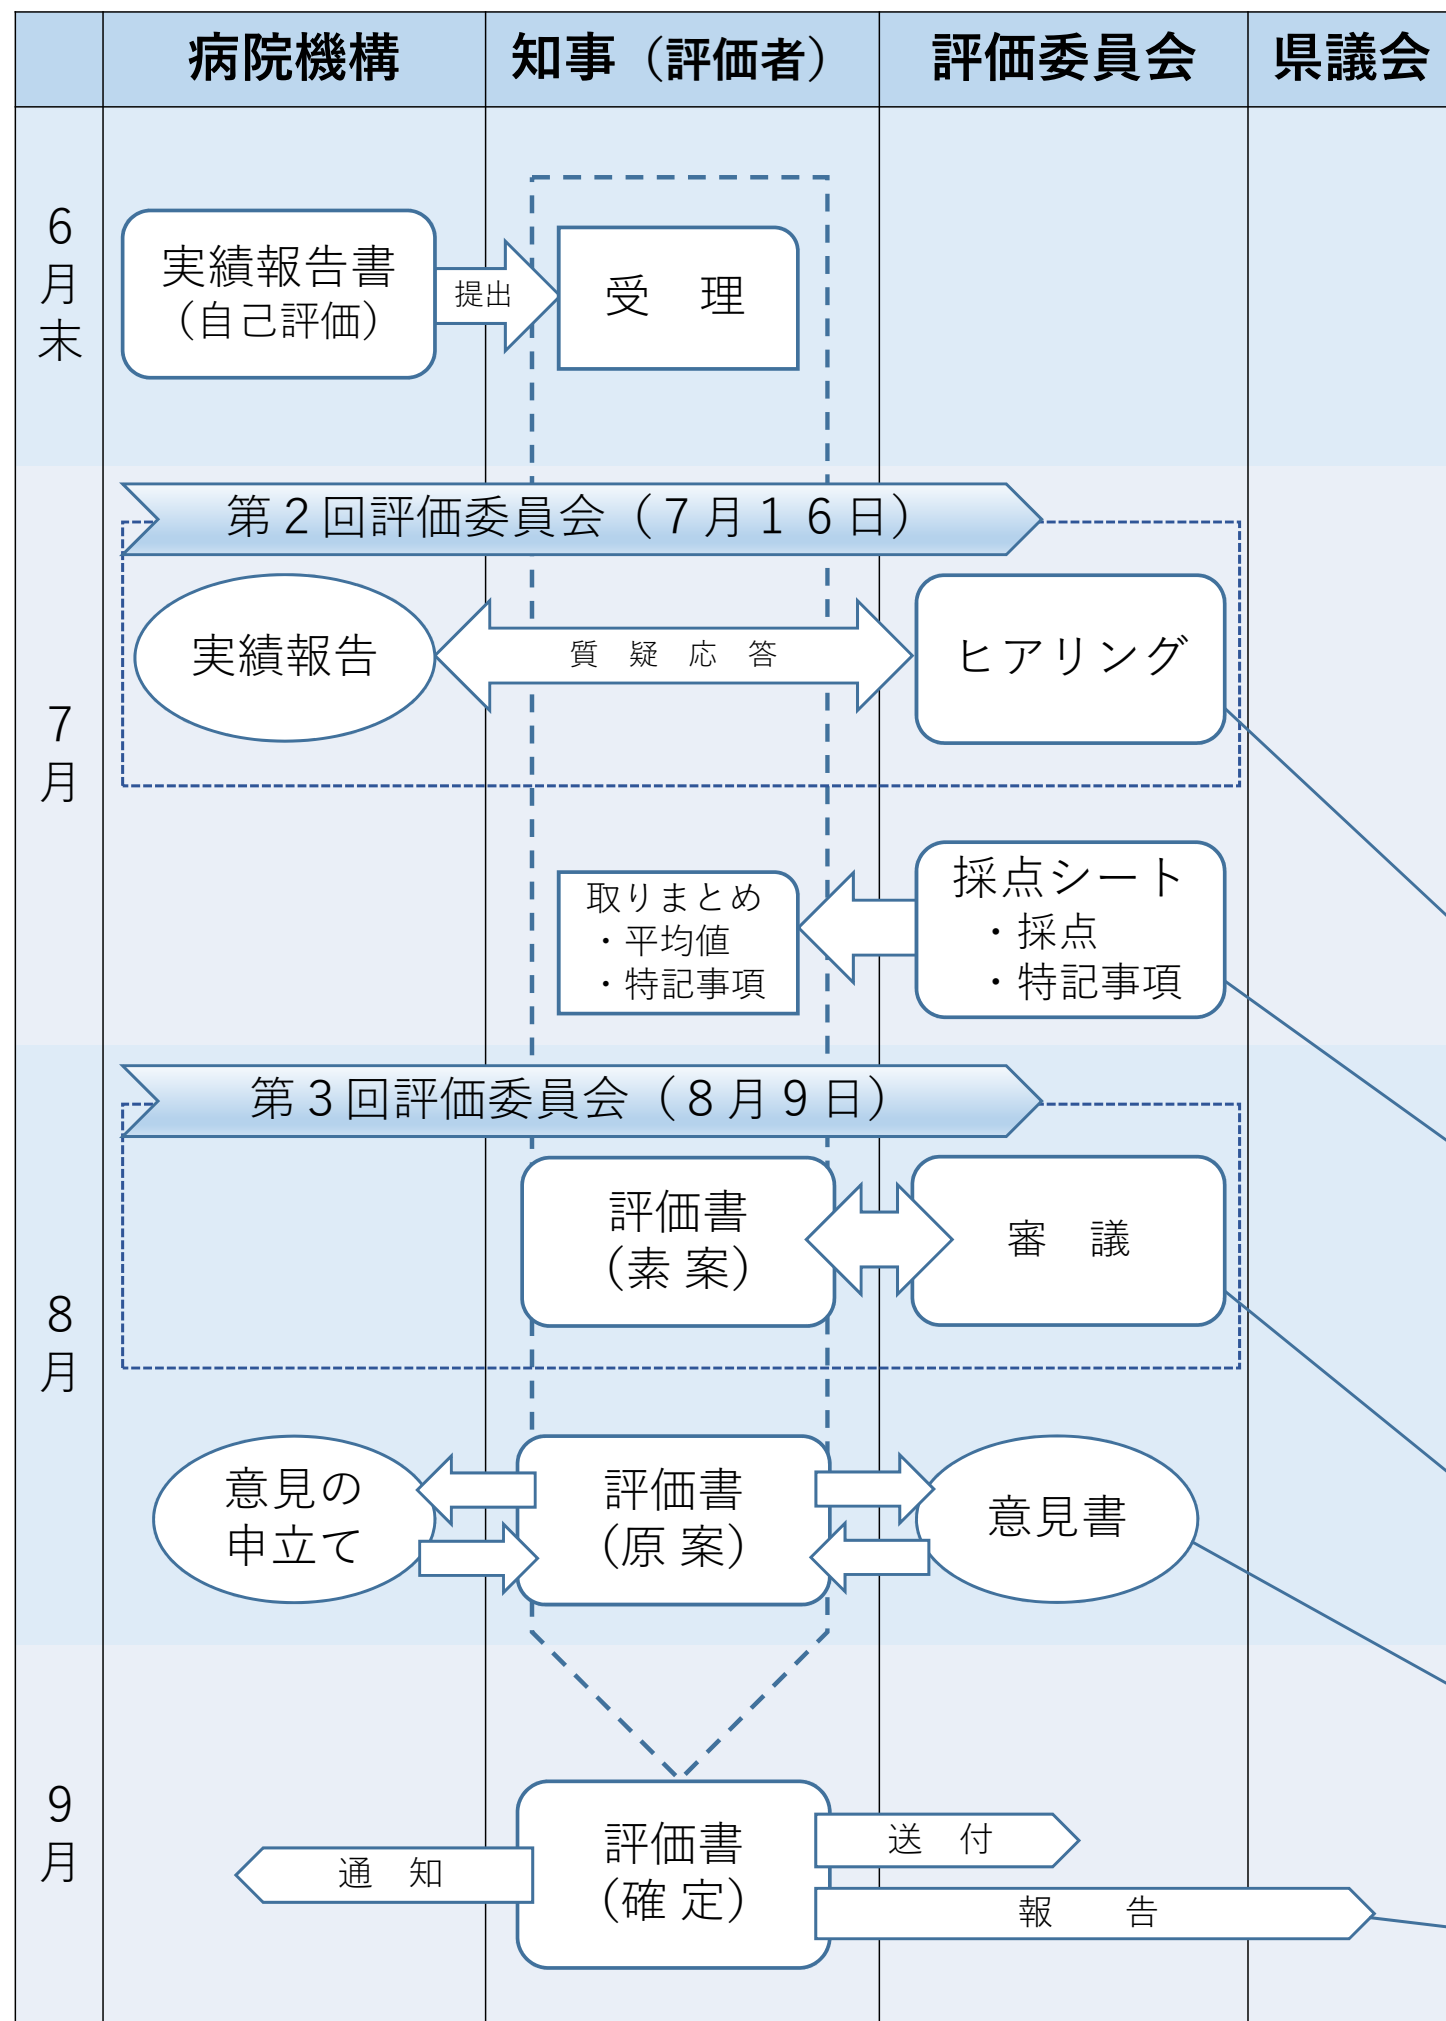 病院機構
知事（評価者）
評価委員会
県議会
6月末
実績報告書
（自己評価）
提出
受　理
7月
第２回評価委員会（７月１６日）
実績報告
質　疑　応　答
ヒアリング
取りまとめ
・平均値
・特記事項
採点シート
・採点
・特記事項
8月
第３回評価委員会（８月９日）
評価書
（素 案）
審　議
意見の
申立て
評価書
（原 案）
意見書
9月
評価書
（確 定）
通　知
送　付
報　　告